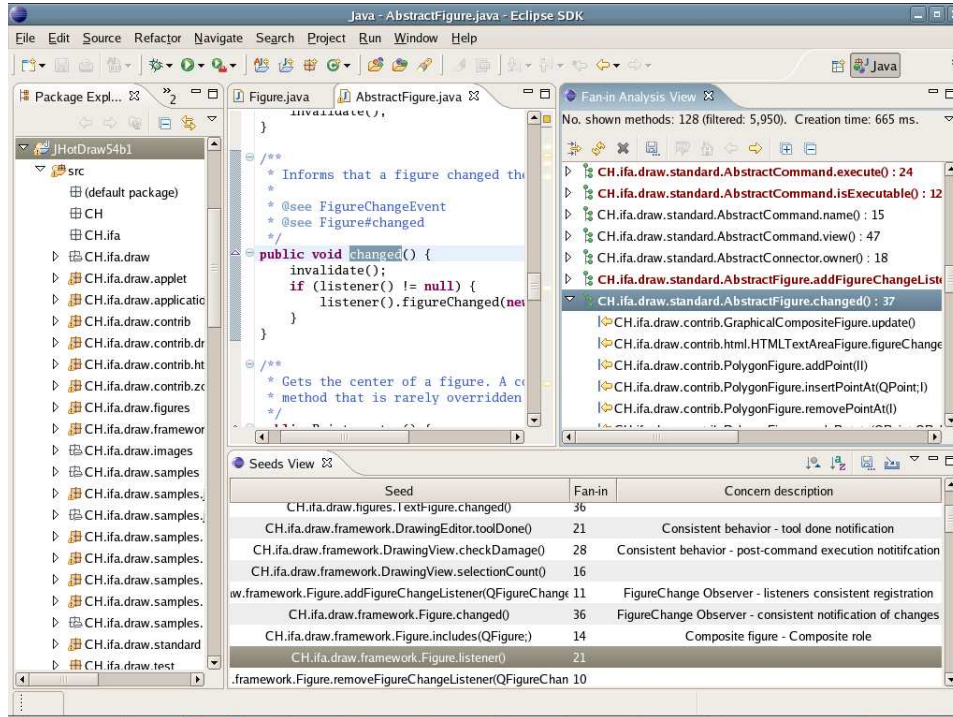 Java - AbstractFigure.java - Eclipse SDK
File Edit Source Refactor Navigate Search Project Run Window Help
Java
Package Expl...
2
JHotDraw54b1
src
(default package)
CH
CH.ifa
CH.ifa.draw
CH.ifa.draw.applet
CH.ifa.draw.applicatio
CH.ifa.draw.contrib
CH.ifa.draw.contrib.dr
CH.ifa.draw.contrib.ht
CH.ifa.draw.contrib.zo
CH.ifa.draw.figures
CH.ifa.draw.framewor
CH.ifa.draw.images
CH.ifa.draw.samples
CH.ifa.draw.samples.j
CH.ifa.draw.samples.j
CH.ifa.draw.samples.
CH.ifa.draw.samples.
CH.ifa.draw.samples.
CH.ifa.draw.samples.
CH.ifa.draw.samples.
CH.ifa.draw.standard
CH.ifa.draw.test
Figure.java AbstractFigure.java
invalidate();
}
/**
* Informs that a figure changed the
*
* @see FigureChangeEvent
* @see Figure#changed
*/
public void changed() {
invalidate();
if (listener() != null) {
listener().figureChanged(new
}
}
/**
* Gets the center of a figure. A co
* method that is rarely overridden
*/
Fan-in Analysis View
No. shown methods: 128 (filtered: 5,950). Creation time: 665 ms.
CH.ifa.draw.standard.AbstractCommand.execute() : 24
CH.ifa.draw.standard.AbstractCommand.isExecutable() : 12
CH.ifa.draw.standard.AbstractCommand.name() : 15
CH.ifa.draw.standard.AbstractCommand.view() : 47
CH.ifa.draw.standard.AbstractConnector.owner() : 18
CH.ifa.draw.standard.AbstractFigure.addFigureChangeListe
CH.ifa.draw.standard.AbstractFigure.changed() : 37
CH.ifa.draw.contrib.GraphicalCompositeFigure.update()
CH.ifa.draw.contrib.html.HTMLTextAreaFigure.figureChange
CH.ifa.draw.contrib.PolygonFigure.addPoint(II)
CH.ifa.draw.contrib.PolygonFigure.insertPointAt(QPoint;I)
CH.ifa.draw.contrib.PolygonFigure.removePointAt(I)
Seeds View
Seed Fan-in Concern description
CH.ifa.draw.figures.TextFigure.changed() 36
CH.ifa.draw.framework.DrawingEditor.toolDone() 21 Consistent behavior - tool done notification
CH.ifa.draw.framework.DrawingView.checkDamage() 28 Consistent behavior - post-command execution notitifcation
CH.ifa.draw.framework.DrawingView.selectionCount() 16
aw.framework.Figure.addFigureChangeListener(QFigureChange 11 FigureChange Observer - listeners consistent registration
CH.ifa.draw.framework.Figure.changed() 36 FigureChange Observer - consistent notification of changes
CH.ifa.draw.framework.Figure.includes(QFigure;) 14 Composite figure - Composite role
CH.ifa.draw.framework.Figure.listener() 21
.framework.Figure.removeFigureChangeListener(QFigureChan 10